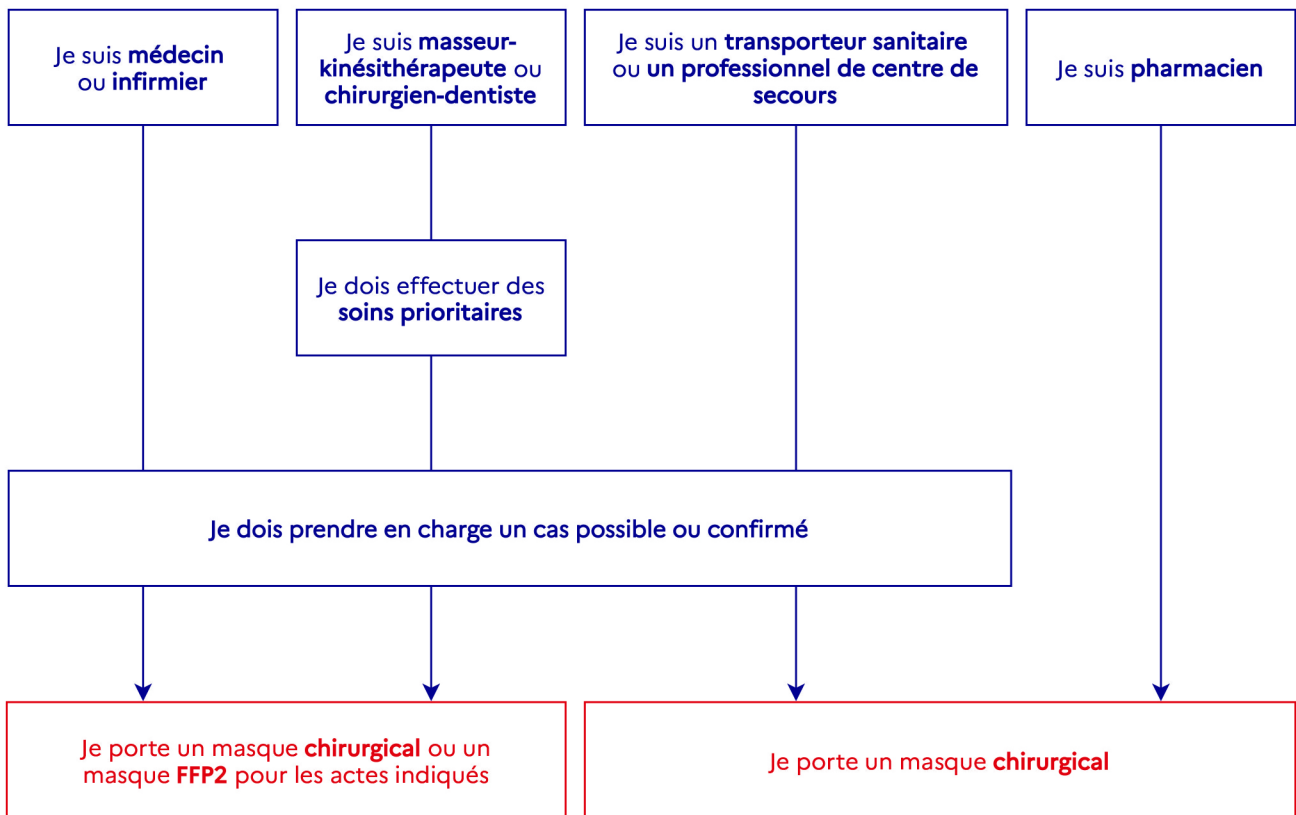 Je suis médecin
ou infirmier
Je suis masseur-
kinésithérapeute ou
chirurgien-dentiste
Je suis un transporteur sanitaire
ou un professionnel de centre de
secours
Je suis pharmacien
Je dois effectuer des
soins prioritaires
Je dois prendre en charge un cas possible ou confirmé
Je porte un masque chirurgical ou un
masque FFP2 pour les actes indiqués
Je porte un masque chirurgical